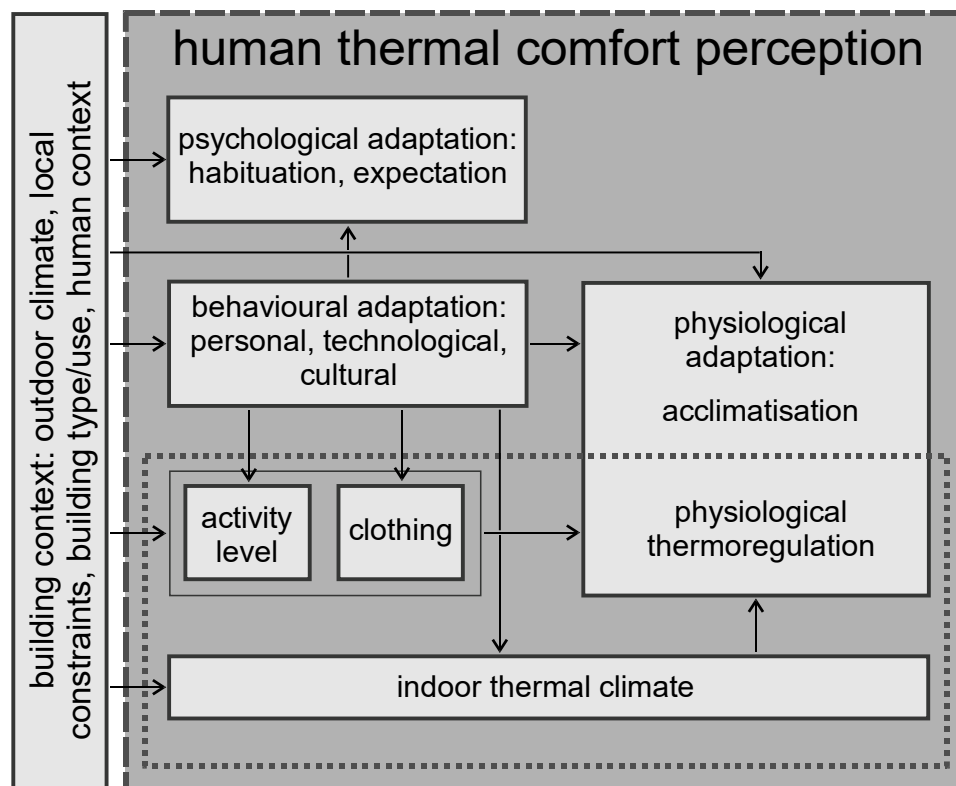 building context: outdoor climate, local
constraints, building type/use, human context
human thermal comfort perception
psychological adaptation:
habituation, expectation
behavioural adaptation:
personal, technological,
cultural
physiological
adaptation:
acclimatisation
activity
level
clothing
physiological
thermoregulation
indoor thermal climate